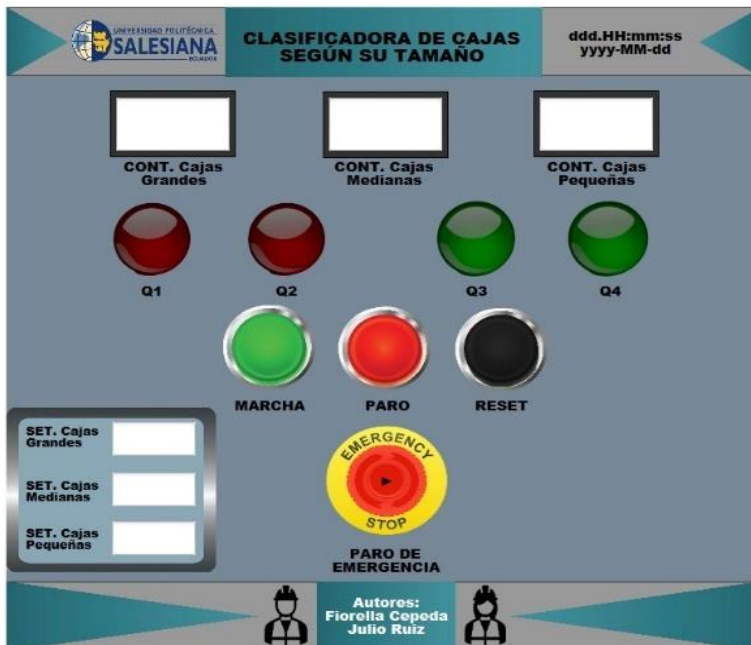 UNIVERSIDAD POLITÉCNICA
SALESIANA
ECUADOR
CLASIFICADORA DE CAJAS
SEGÚN SU TAMAÑO
ddd.HH:mm:ss
yyyy-MM-dd
CONT. Cajas
Grandes
CONT. Cajas
Medianas
CONT. Cajas
Pequeñas
Q1
Q2
Q3
Q4
MARCHA
PARO
RESET
SET. Cajas
Grandes
SET. Cajas
Medianas
SET. Cajas
Pequeñas
EMERGENCY
STOP
PARO DE
EMERGENCIA
Autores:
Fiorella Cepeda
Julio Ruiz